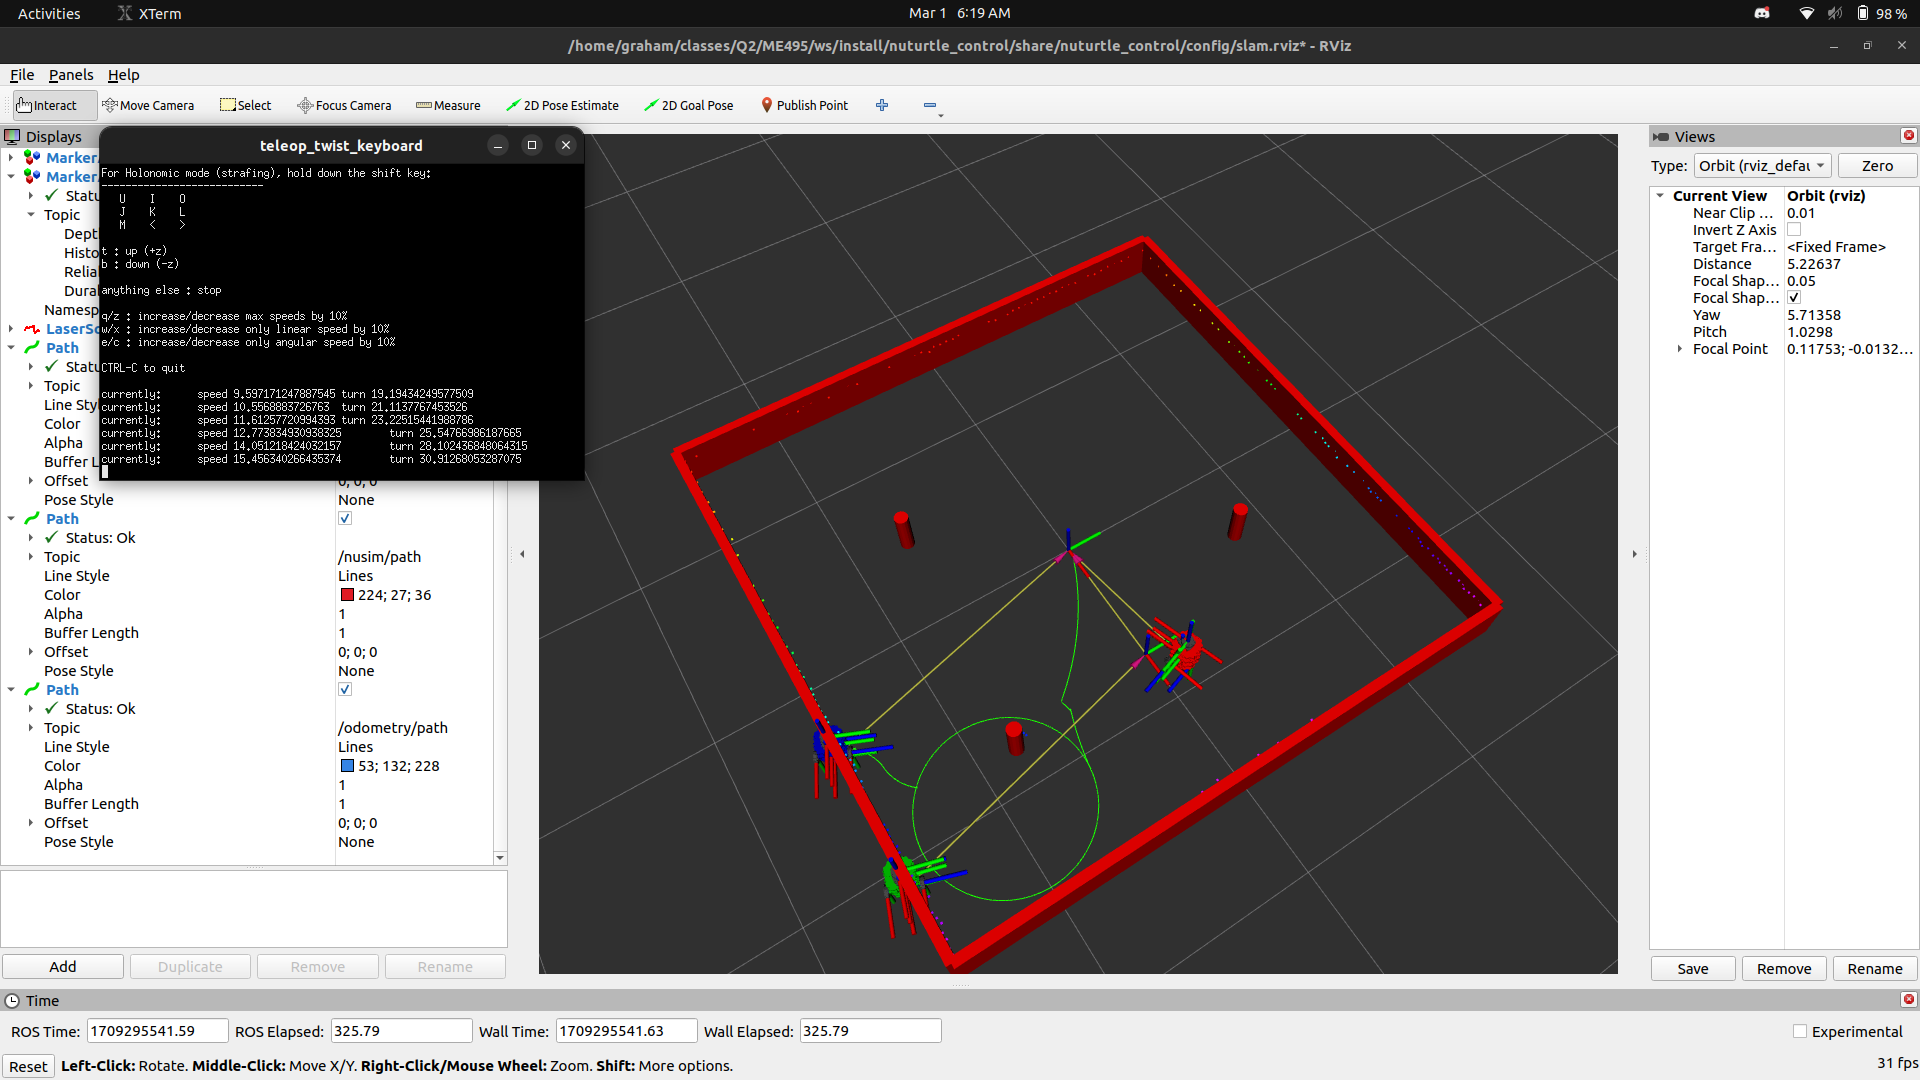 Activities
XTerm
Mar 1 6:19 AM
98 %
/home/graham/classes/Q2/ME495/ws/install/nuturtle_control/share/nuturtle_control/config/slam.rviz* - RViz
File Panels Help
Interact Move Camera Select Focus Camera Measure 2D Pose Estimate 2D Goal Pose Publish Point
Displays
Marker
Marker
Statu
Topic
Dept
Histo
Relia
Dura
Namesp
LaserSc
Path
Statu
Topic
Line Sty
Color
Alpha
Buffer L
Offset 0; 0; 0
Pose Style None
Path
Status: Ok
Topic /nusim/path
Line Style Lines
Color 224; 27; 36
Alpha 1
Buffer Length 1
Offset 0; 0; 0
Pose Style None
Path
Status: Ok
Topic /odometry/path
Line Style Lines
Color 53; 132; 228
Alpha 1
Buffer Length 1
Offset 0; 0; 0
Pose Style None
Add Duplicate Remove Rename
teleop_twist_keyboard
For Holonomic mode (strafing), hold down the shift key:
---------------------------
U I O
J K L
M < >
t : up (+z)
b : down (-z)
anything else : stop
q/z : increase/decrease max speeds by 10%
w/x : increase/decrease only linear speed by 10%
e/c : increase/decrease only angular speed by 10%
CTRL-C to quit
currently: speed 9.597171247887545 turn 19.19434249577509
currently: speed 10.5568883726763 turn 21.1137767453526
currently: speed 11.61257720994393 turn 23.22515441988786
currently: speed 12.773834930938325 turn 25.54766986187665
currently: speed 14.051218424032157 turn 28.102436848064315
currently: speed 15.456340266435374 turn 30.91268053287075
Views
Type: Orbit (rviz_defau Zero
Current View Orbit (rviz)
Near Clip ... 0.01
Invert Z Axis
Target Fra... <Fixed Frame>
Distance 5.22637
Focal Shap... 0.05
Focal Shap...
Yaw 5.71358
Pitch 1.0298
Focal Point 0.11753; -0.0132...
Save Remove Rename
Time
ROS Time: 1709295541.59 ROS Elapsed: 325.79 Wall Time: 1709295541.63 Wall Elapsed: 325.79 Experimental
Reset Left-Click: Rotate. Middle-Click: Move X/Y. Right-Click/Mouse Wheel: Zoom. Shift: More options. 31 fps